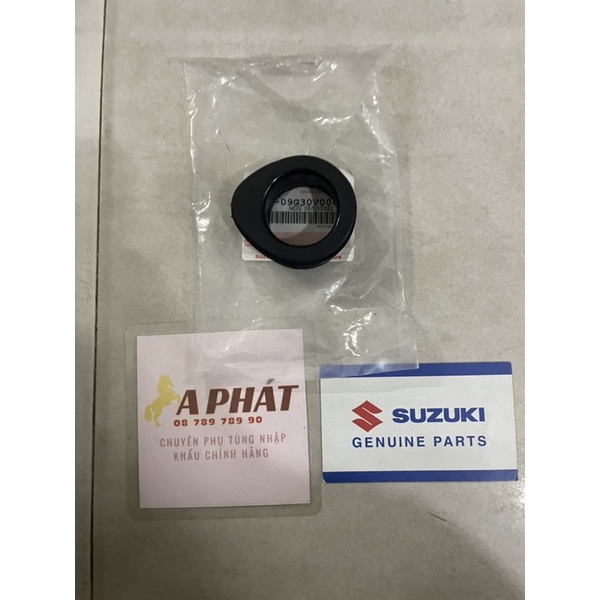 -09G30V00
A PHÁT
08 789 789 90
CHUYÊN PHỤ TÙNG NHẬP
KHẨU CHÍNH HÃNG
SUZUKI
GENUINE PARTS